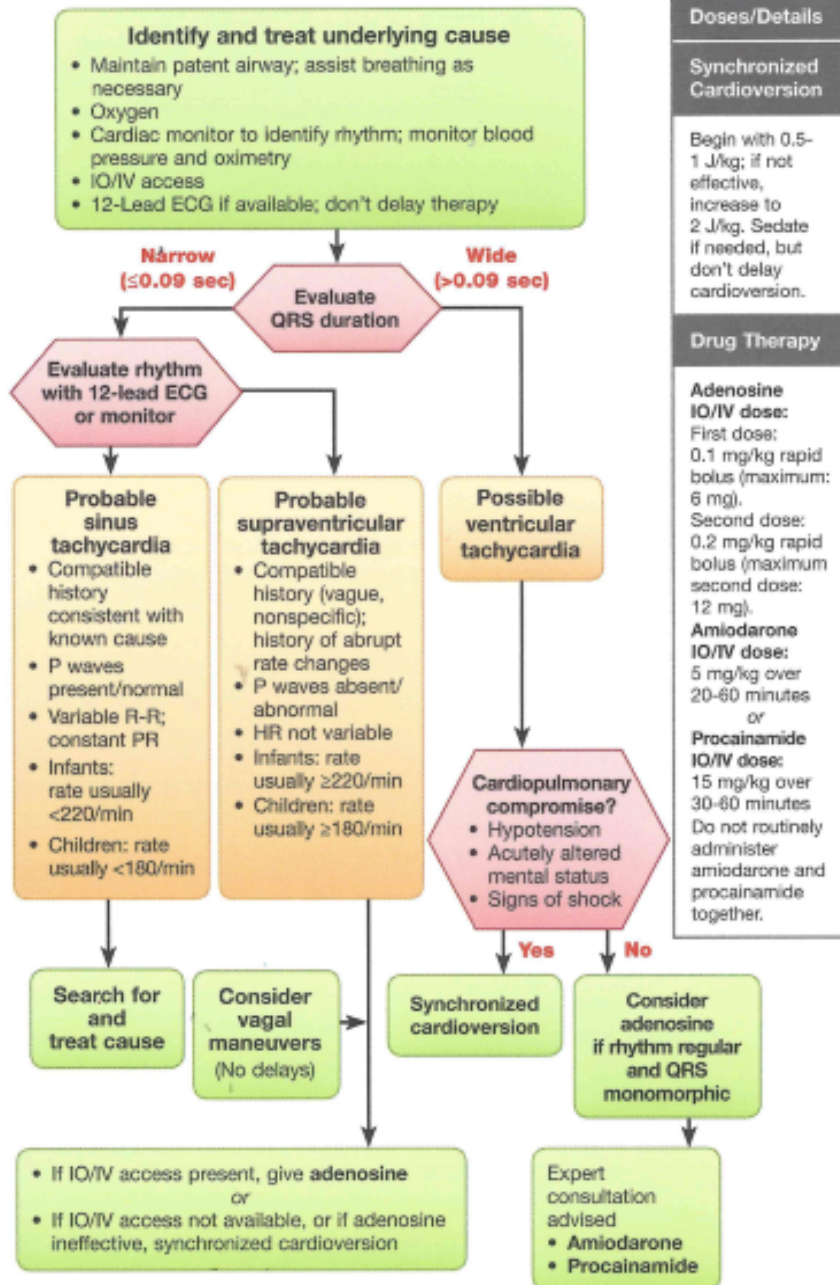 Identify and treat underlying cause
• Maintain patent airway; assist breathing as
necessary
• Oxygen
• Cardiac monitor to identify rhythm; monitor blood
pressure and oximetry
• IO/IV access
• 12-Lead ECG if available; don't delay therapy
Narrow
(≤0.09 sec)
Wide
(>0.09 sec)
Evaluate
QRS duration
Evaluate rhythm
with 12-lead ECG
or monitor
Probable
sinus
tachycardia
• Compatible
history
consistent with
known cause
• P waves
present/normal
• Variable R-R;
constant PR
• Infants:
rate usually
<220/min
• Children: rate
usually <180/min
Probable
supraventricular
tachycardia
• Compatible
history (vague,
nonspecific);
history of abrupt
rate changes
• P waves absent/
abnormal
• HR not variable
• Infants: rate
usually ≥220/min
• Children: rate
usually ≥180/min
Possible
ventricular
tachycardia
Cardiopulmonary
compromise?
• Hypotension
• Acutely altered
mental status
• Signs of shock
Yes
No
Search for
and
treat cause
Consider
vagal
maneuvers
(No delays)
Synchronized
cardioversion
Consider
adenosine
if rhythm regular
and QRS
monomorphic
• If IO/IV access present, give adenosine
or
• If IO/IV access not available, or if adenosine
ineffective, synchronized cardioversion
Expert
consultation
advised
• Amiodarone
• Procainamide
Doses/Details
Synchronized
Cardioversion
Begin with 0.5-
1 J/kg; if not
effective,
increase to
2 J/kg. Sedate
if needed, but
don't delay
cardioversion.
Drug Therapy
Adenosine
IO/IV dose:
First dose:
0.1 mg/kg rapid
bolus (maximum:
6 mg).
Second dose:
0.2 mg/kg rapid
bolus (maximum
second dose:
12 mg).
Amiodarone
IO/IV dose:
5 mg/kg over
20-60 minutes
or
Procainamide
IO/IV dose:
15 mg/kg over
30-60 minutes
Do not routinely
administer
amiodarone and
procainamide
together.